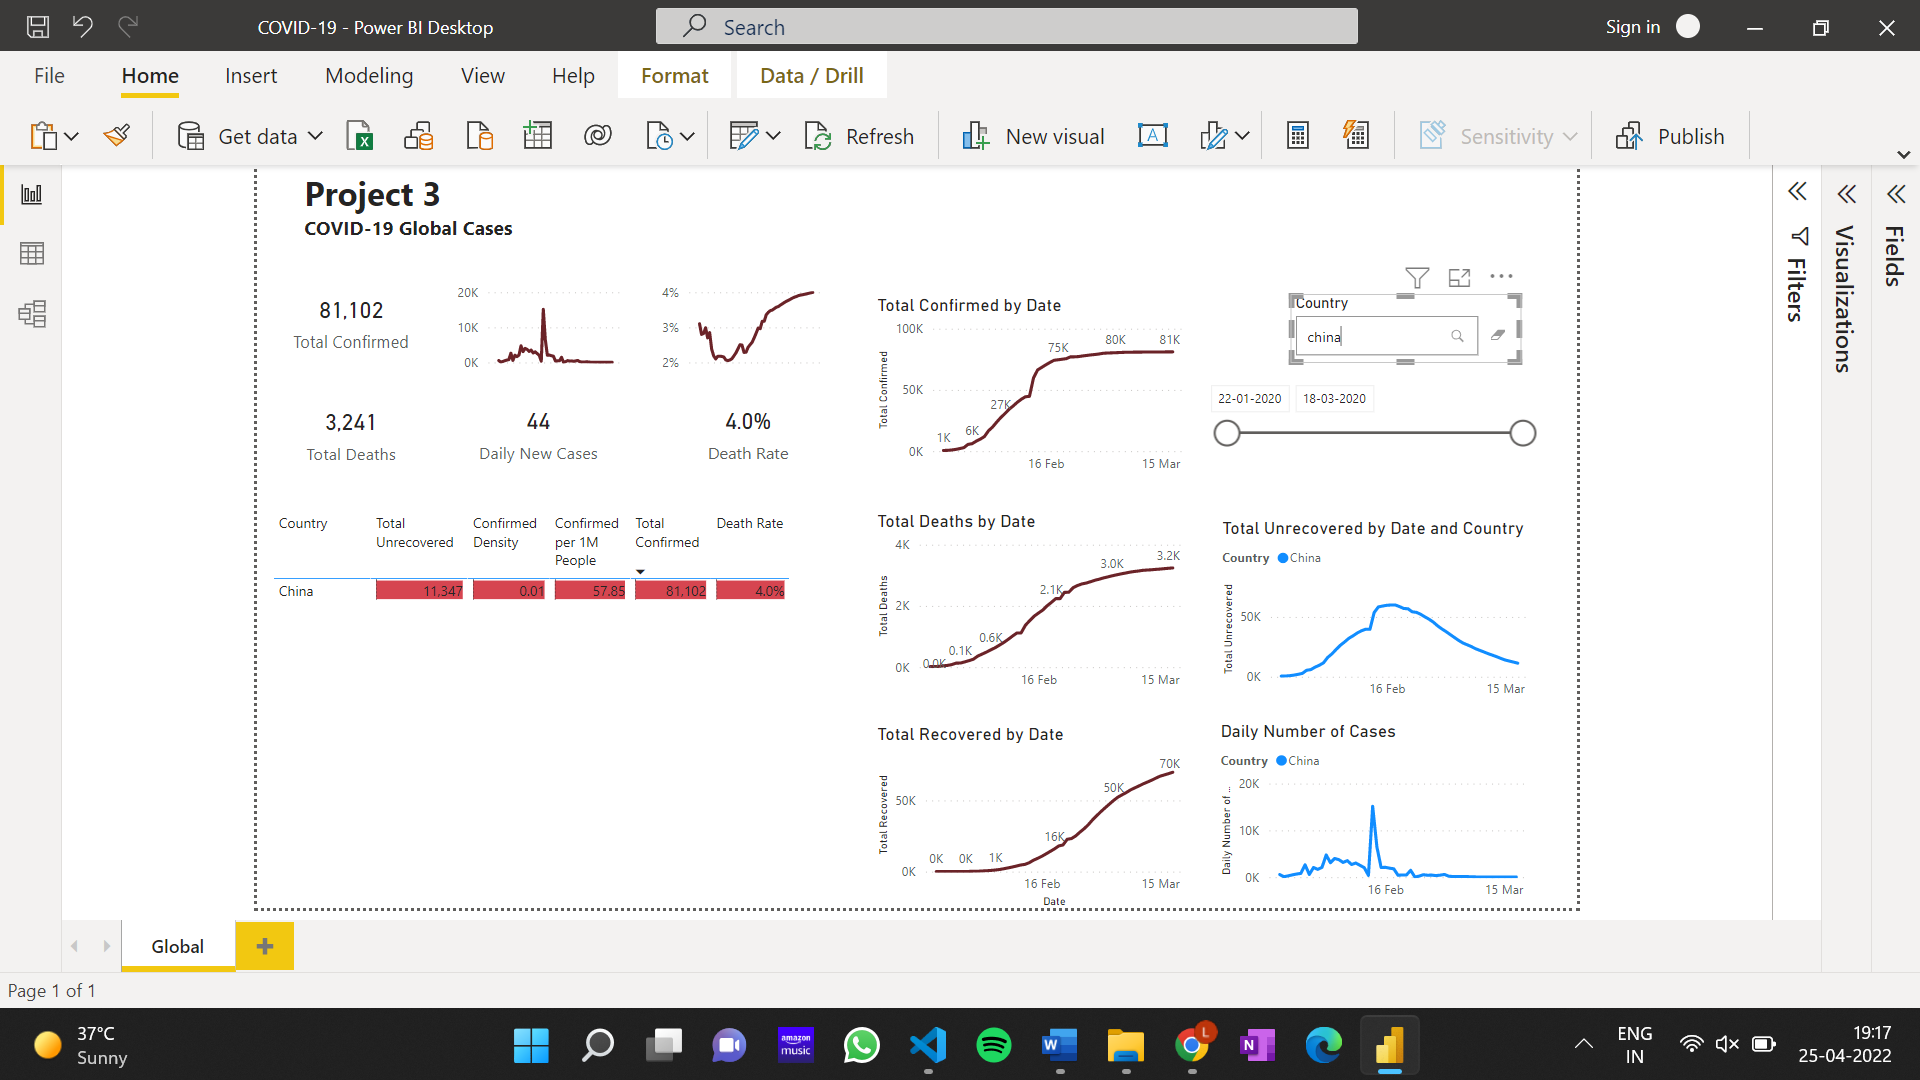 COVID-19 - Power BI Desktop
Search
Sign in
File Home Insert Modeling View Help Format Data / Drill
Get data Refresh New visual Sensitivity Publish
Project 3
COVID-19 Global Cases
81,102
Total Confirmed
20K
10K
0K
4%
3%
2%
3,241
Total Deaths
44
Daily New Cases
4.0%
Death Rate
Country Total Unrecovered Confirmed Density Confirmed per 1M People Total Confirmed Death Rate
China 11,347 0.01 57.85 81,102 4.0%
Total Confirmed by Date
Total Confirmed
100K
50K
0K
1K 6K 27K 75K 80K 81K
16 Feb 15 Mar
Total Deaths by Date
Total Deaths
4K
2K
0K
0.0K 0.1K 0.6K 2.1K 3.0K 3.2K
16 Feb 15 Mar
Total Recovered by Date
Total Recovered
50K
0K
0K 0K 1K 16K 50K 70K
16 Feb 15 Mar
Date
Country
china
22-01-2020 18-03-2020
Total Unrecovered by Date and Country
Country China
Total Unrecovered
50K
0K
16 Feb 15 Mar
Daily Number of Cases
Country China
Daily Number of ...
20K
10K
0K
16 Feb 15 Mar
Filters
Visualizations
Fields
Global
Page 1 of 1
37°C
Sunny
amazon
music
W
N
L
ENG
IN
19:17
25-04-2022